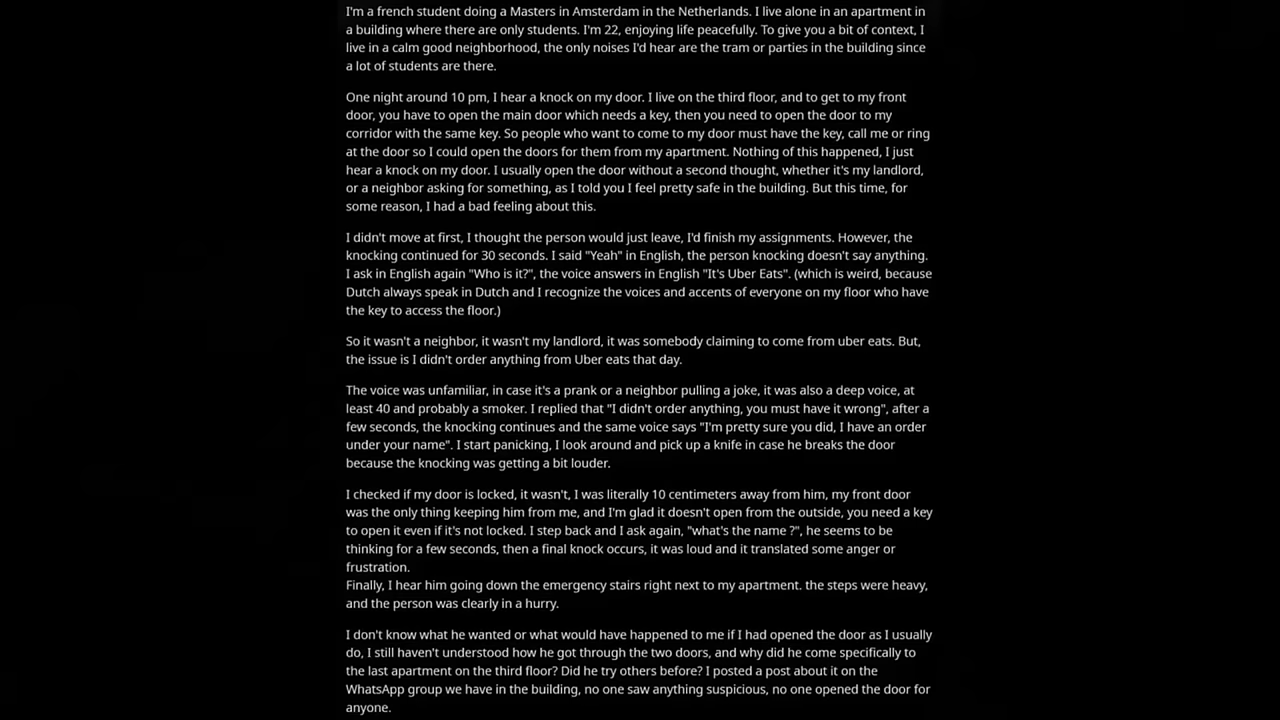 I'm a french student doing a Masters in Amsterdam in the Netherlands. I live alone in an apartment in
a building where there are only students. I'm 22, enjoying life peacefully. To give you a bit of context, I
live in a calm good neighborhood, the only noises I'd hear are the tram or parties in the building since
a lot of students are there.
One night around 10 pm, I hear a knock on my door. I live on the third floor, and to get to my front
door, you have to open the main door which needs a key, then you need to open the door to my
corridor with the same key. So people who want to come to my door must have the key, call me or ring
at the door so I could open the doors for them from my apartment. Nothing of this happened, I just
hear a knock on my door. I usually open the door without a second thought, whether it's my landlord,
or a neighbor asking for something, as I told you I feel pretty safe in the building. But this time, for
some reason, I had a bad feeling about this.
I didn't move at first, I thought the person would just leave, I'd finish my assignments. However, the
knocking continued for 30 seconds. I said "Yeah" in English, the person knocking doesn't say anything.
I ask in English again "Who is it?", the voice answers in English "It's Uber Eats". (which is weird, because
Dutch always speak in Dutch and I recognize the voices and accents of everyone on my floor who have
the key to access the floor.)
So it wasn't a neighbor, it wasn't my landlord, it was somebody claiming to come from uber eats. But,
the issue is I didn't order anything from Uber eats that day.
The voice was unfamiliar, in case it's a prank or a neighbor pulling a joke, it was also a deep voice, at
least 40 and probably a smoker. I replied that "I didn't order anything, you must have it wrong", after a
few seconds, the knocking continues and the same voice says "I'm pretty sure you did, I have an order
under your name". I start panicking, I look around and pick up a knife in case he breaks the door
because the knocking was getting a bit louder.
I checked if my door is locked, it wasn't, I was literally 10 centimeters away from him, my front door
was the only thing keeping him from me, and I'm glad it doesn't open from the outside, you need a key
to open it even if it's not locked. I step back and I ask again, "what's the name ?", he seems to be
thinking for a few seconds, then a final knock occurs, it was loud and it translated some anger or
frustration.
Finally, I hear him going down the emergency stairs right next to my apartment. the steps were heavy,
and the person was clearly in a hurry.
I don't know what he wanted or what would have happened to me if I had opened the door as I usually
do, I still haven't understood how he got through the two doors, and why did he come specifically to
the last apartment on the third floor? Did he try others before? I posted a post about it on the
WhatsApp group we have in the building, no one saw anything suspicious, no one opened the door for
anyone.